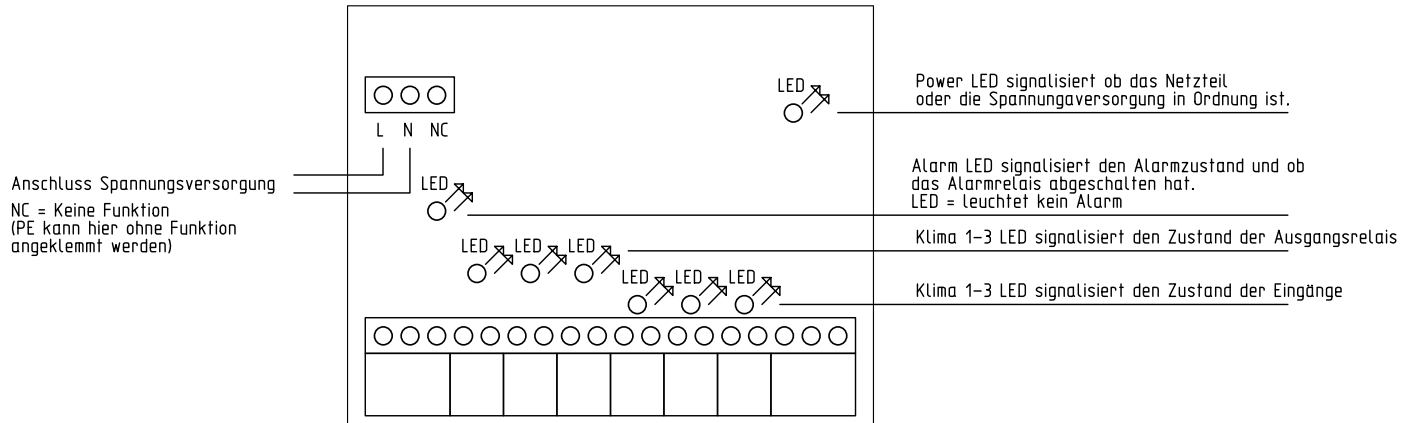 LED
Power LED signalisiert ob das Netzteil
oder die Spannungaversorgung in Ordnung ist.
L N NC
Anschluss Spannungsversorgung
NC = Keine Funktion
(PE kann hier ohne Funktion
angeklemmt werden)
LED
Alarm LED signalisiert den Alarmzustand und ob
das Alarmrelais abgeschalten hat.
LED = leuchtet kein Alarm
LED LED LED
Klima 1-3 LED signalisiert den Zustand der Ausgangsrelais
LED LED LED
Klima 1-3 LED signalisiert den Zustand der Eingänge